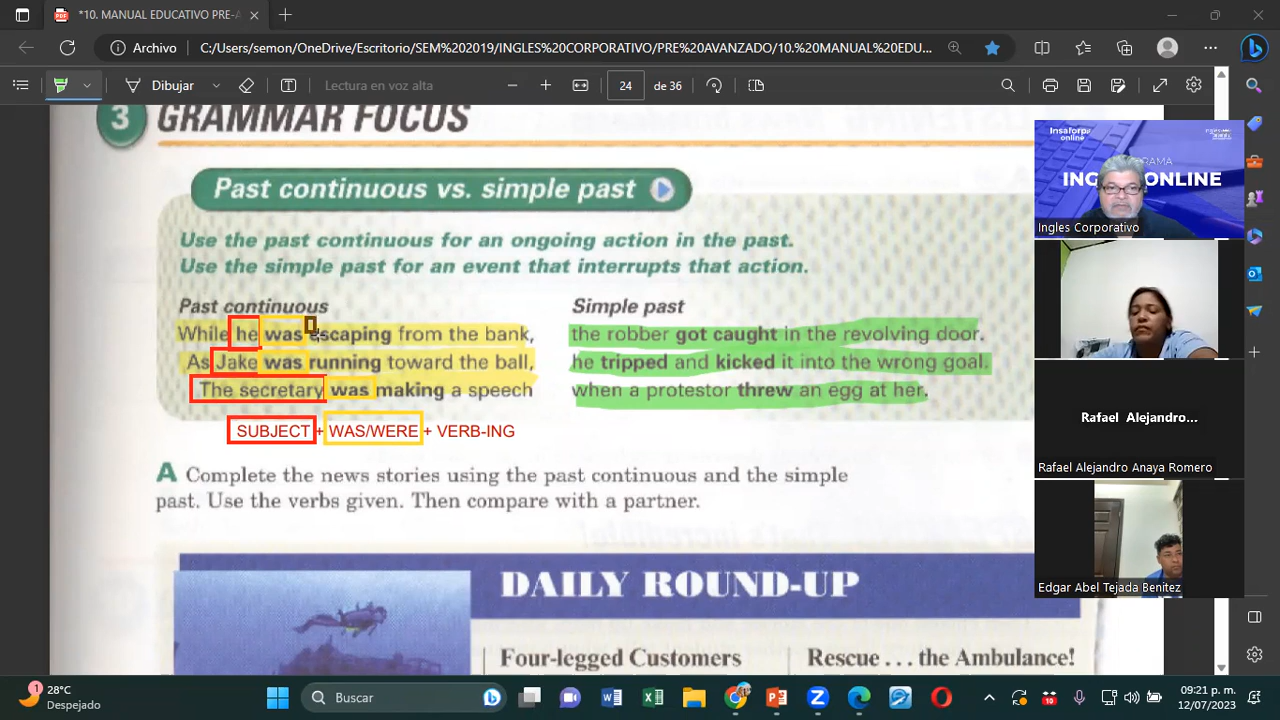 *10. MANUAL EDUCATIVO PRE-A
Archivo C:/Users/semon/OneDrive/Escritorio/SEM%202019/INGLES%20CORPORATIVO/PRE%20AVANZADO/10.%20MANUAL%20EDU...
Dibujar Lectura en voz alta 24 de 36
3 GRAMMAR FOCUS
Past continuous vs. simple past
Use the past continuous for an ongoing action in the past.
Use the simple past for an event that interrupts that action.
Past continuous Simple past
While he was escaping from the bank, the robber got caught in the revolving door.
As Jake was running toward the ball, he tripped and kicked it into the wrong goal.
The secretary was making a speech when a protestor threw an egg at her.
SUBJECT + WAS/WERE + VERB-ING
A Complete the news stories using the past continuous and the simple
past. Use the verbs given. Then compare with a partner.
DAILY ROUND-UP
Four-legged Customers Rescue . . . the Ambulance!
Insaforp
online
Ingles Corporativo
Rafael Alejandro...
Rafael Alejandro Anaya Romero
Edgar Abel Tejada Benitez
1
28°C
Despejado
Buscar
10
09:21 p. m.
12/07/2023